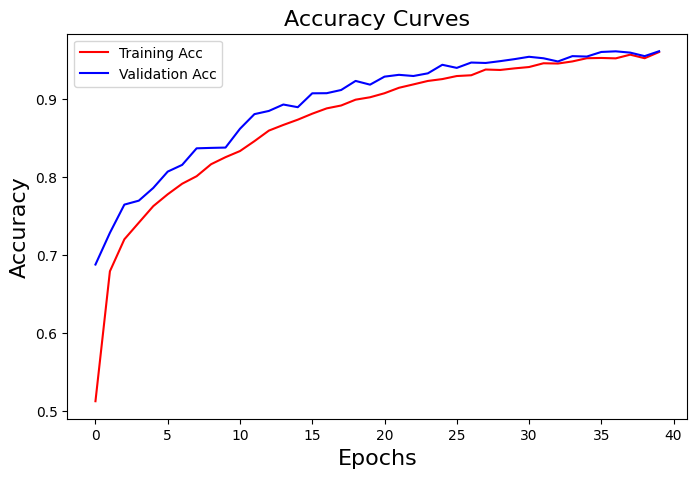 Accuracy Curves
Training Acc
Validation Acc
Accuracy
0.9
0.8
0.7
0.6
0.5
0 5 10 15 20 25 30 35 40
Epochs